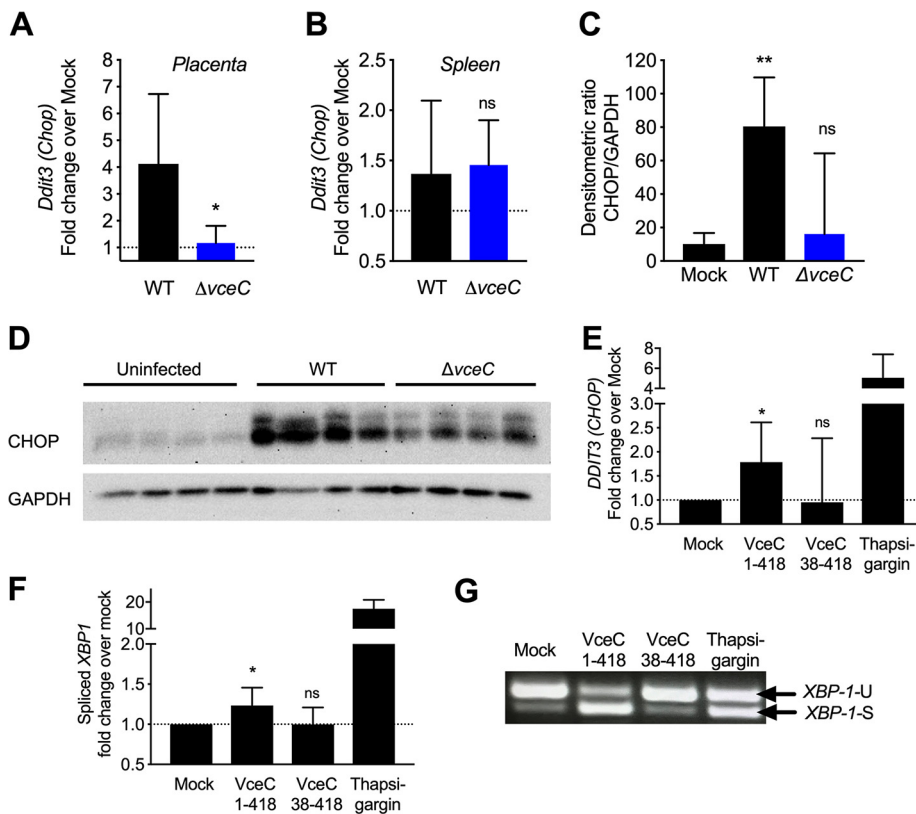 A
Ddit3 (Chop)
Fold change over Mock
8
7
6
5
4
3
2
1
Placenta
*
WT
ΔvceC
B
Ddit3 (Chop)
Fold change over Mock
2.5
2.0
1.5
1.0
0.5
Spleen
ns
WT
ΔvceC
C
Densitometric ratio
CHOP/GAPDH
120
100
80
60
40
20
0
**
ns
Mock
WT
ΔvceC
D
Uninfected
WT
ΔvceC
CHOP
GAPDH
E
DDIT3 (CHOP)
Fold change over Mock
8
6
4
3.0
2.5
2.0
1.5
1.0
0.5
*
ns
Mock
VceC
1-418
VceC
38-418
Thapsi-
gargin
F
Spliced XBP1
fold change over mock
20
10
2.0
1.5
1.0
0.5
*
ns
Mock
VceC
1-418
VceC
38-418
Thapsi-
gargin
G
Mock
VceC
1-418
VceC
38-418
Thapsi-
gargin
XBP-1-U
XBP-1-S